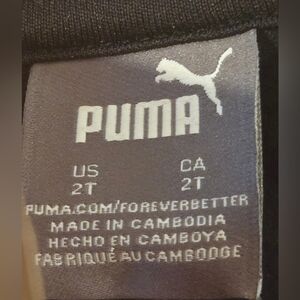 PUMA
US CA
2T 2T
PUMA.COM/FOREVERBETTER
MADE IN CAMBODIA
HECHO EN CAMBOYA
FABRIQUÉ AU CAMBODGE